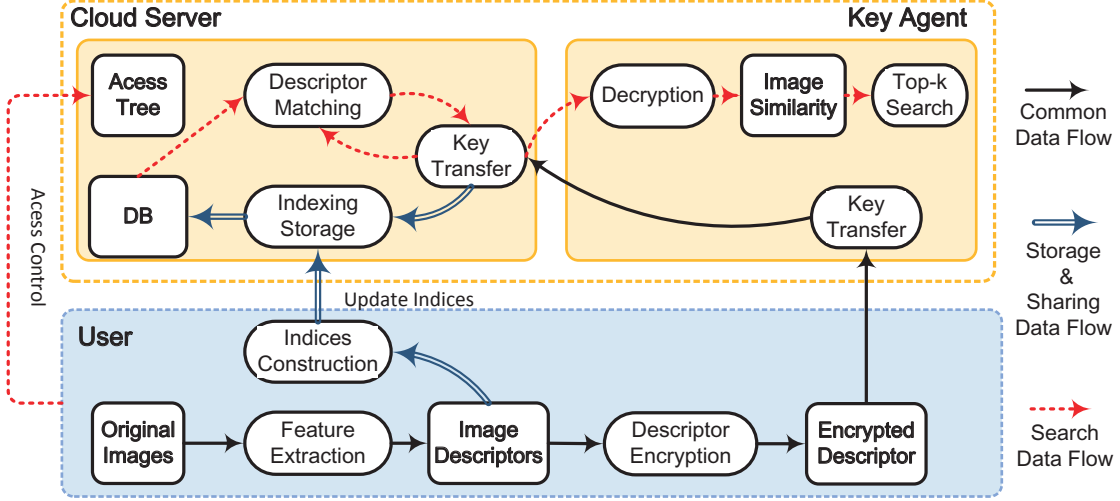 Cloud Server
Key Agent
Acess
Tree
Descriptor
Matching
Key
Transfer
DB
Indexing
Storage
Decryption
Image
Similarity
Top-k
Search
Key
Transfer
Common
Data Flow
Storage
&
Sharing
Data Flow
Search
Data Flow
Acess Control
Update Indices
User
Indices
Construction
Original
Images
Feature
Extraction
Image
Descriptors
Descriptor
Encryption
Encrypted
Descriptor